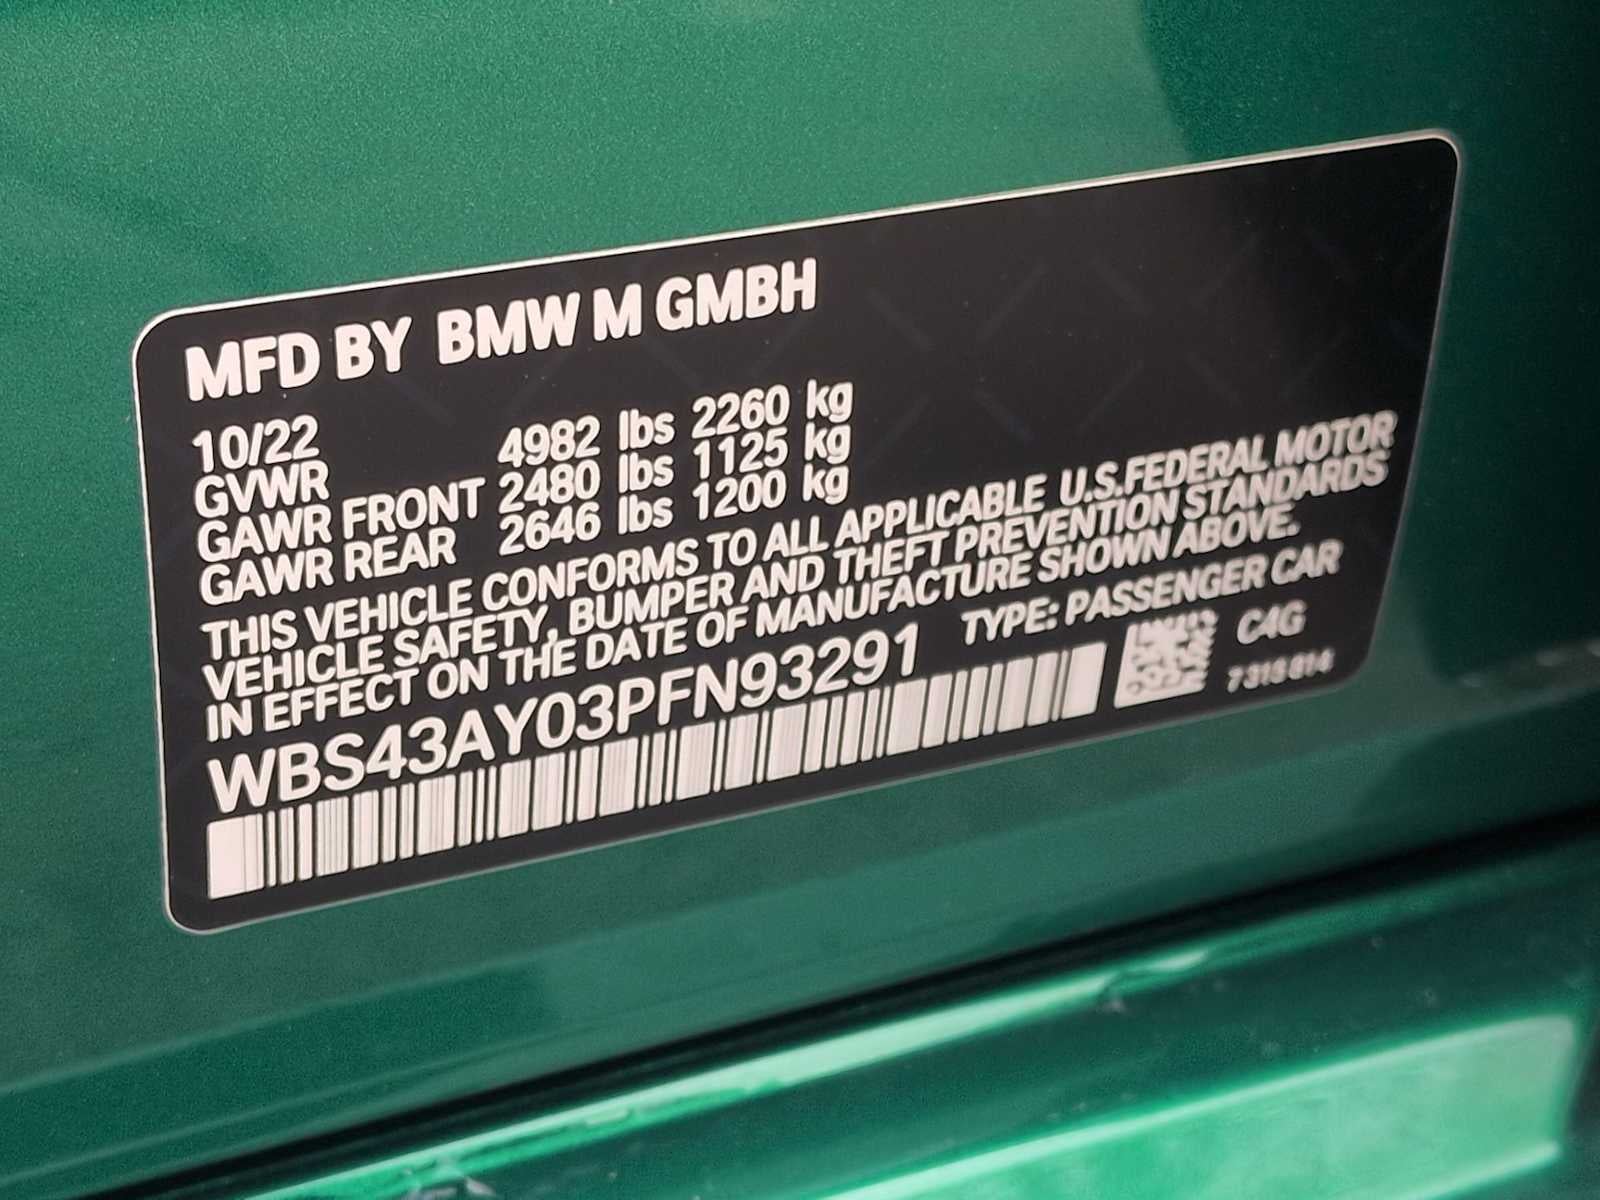 MFD BY BMW M GMBH
10/22
GVWR 4982 lbs 2260 kg
GAWR FRONT 2480 lbs 1125 kg
GAWR REAR 2646 lbs 1200 kg
THIS VEHICLE CONFORMS TO ALL APPLICABLE U.S.FEDERAL MOTOR
VEHICLE SAFETY, BUMPER AND THEFT PREVENTION STANDARDS
IN EFFECT ON THE DATE OF MANUFACTURE SHOWN ABOVE.
WBS43AY03PFN93291 TYPE: PASSENGER CAR
C4G
7315814